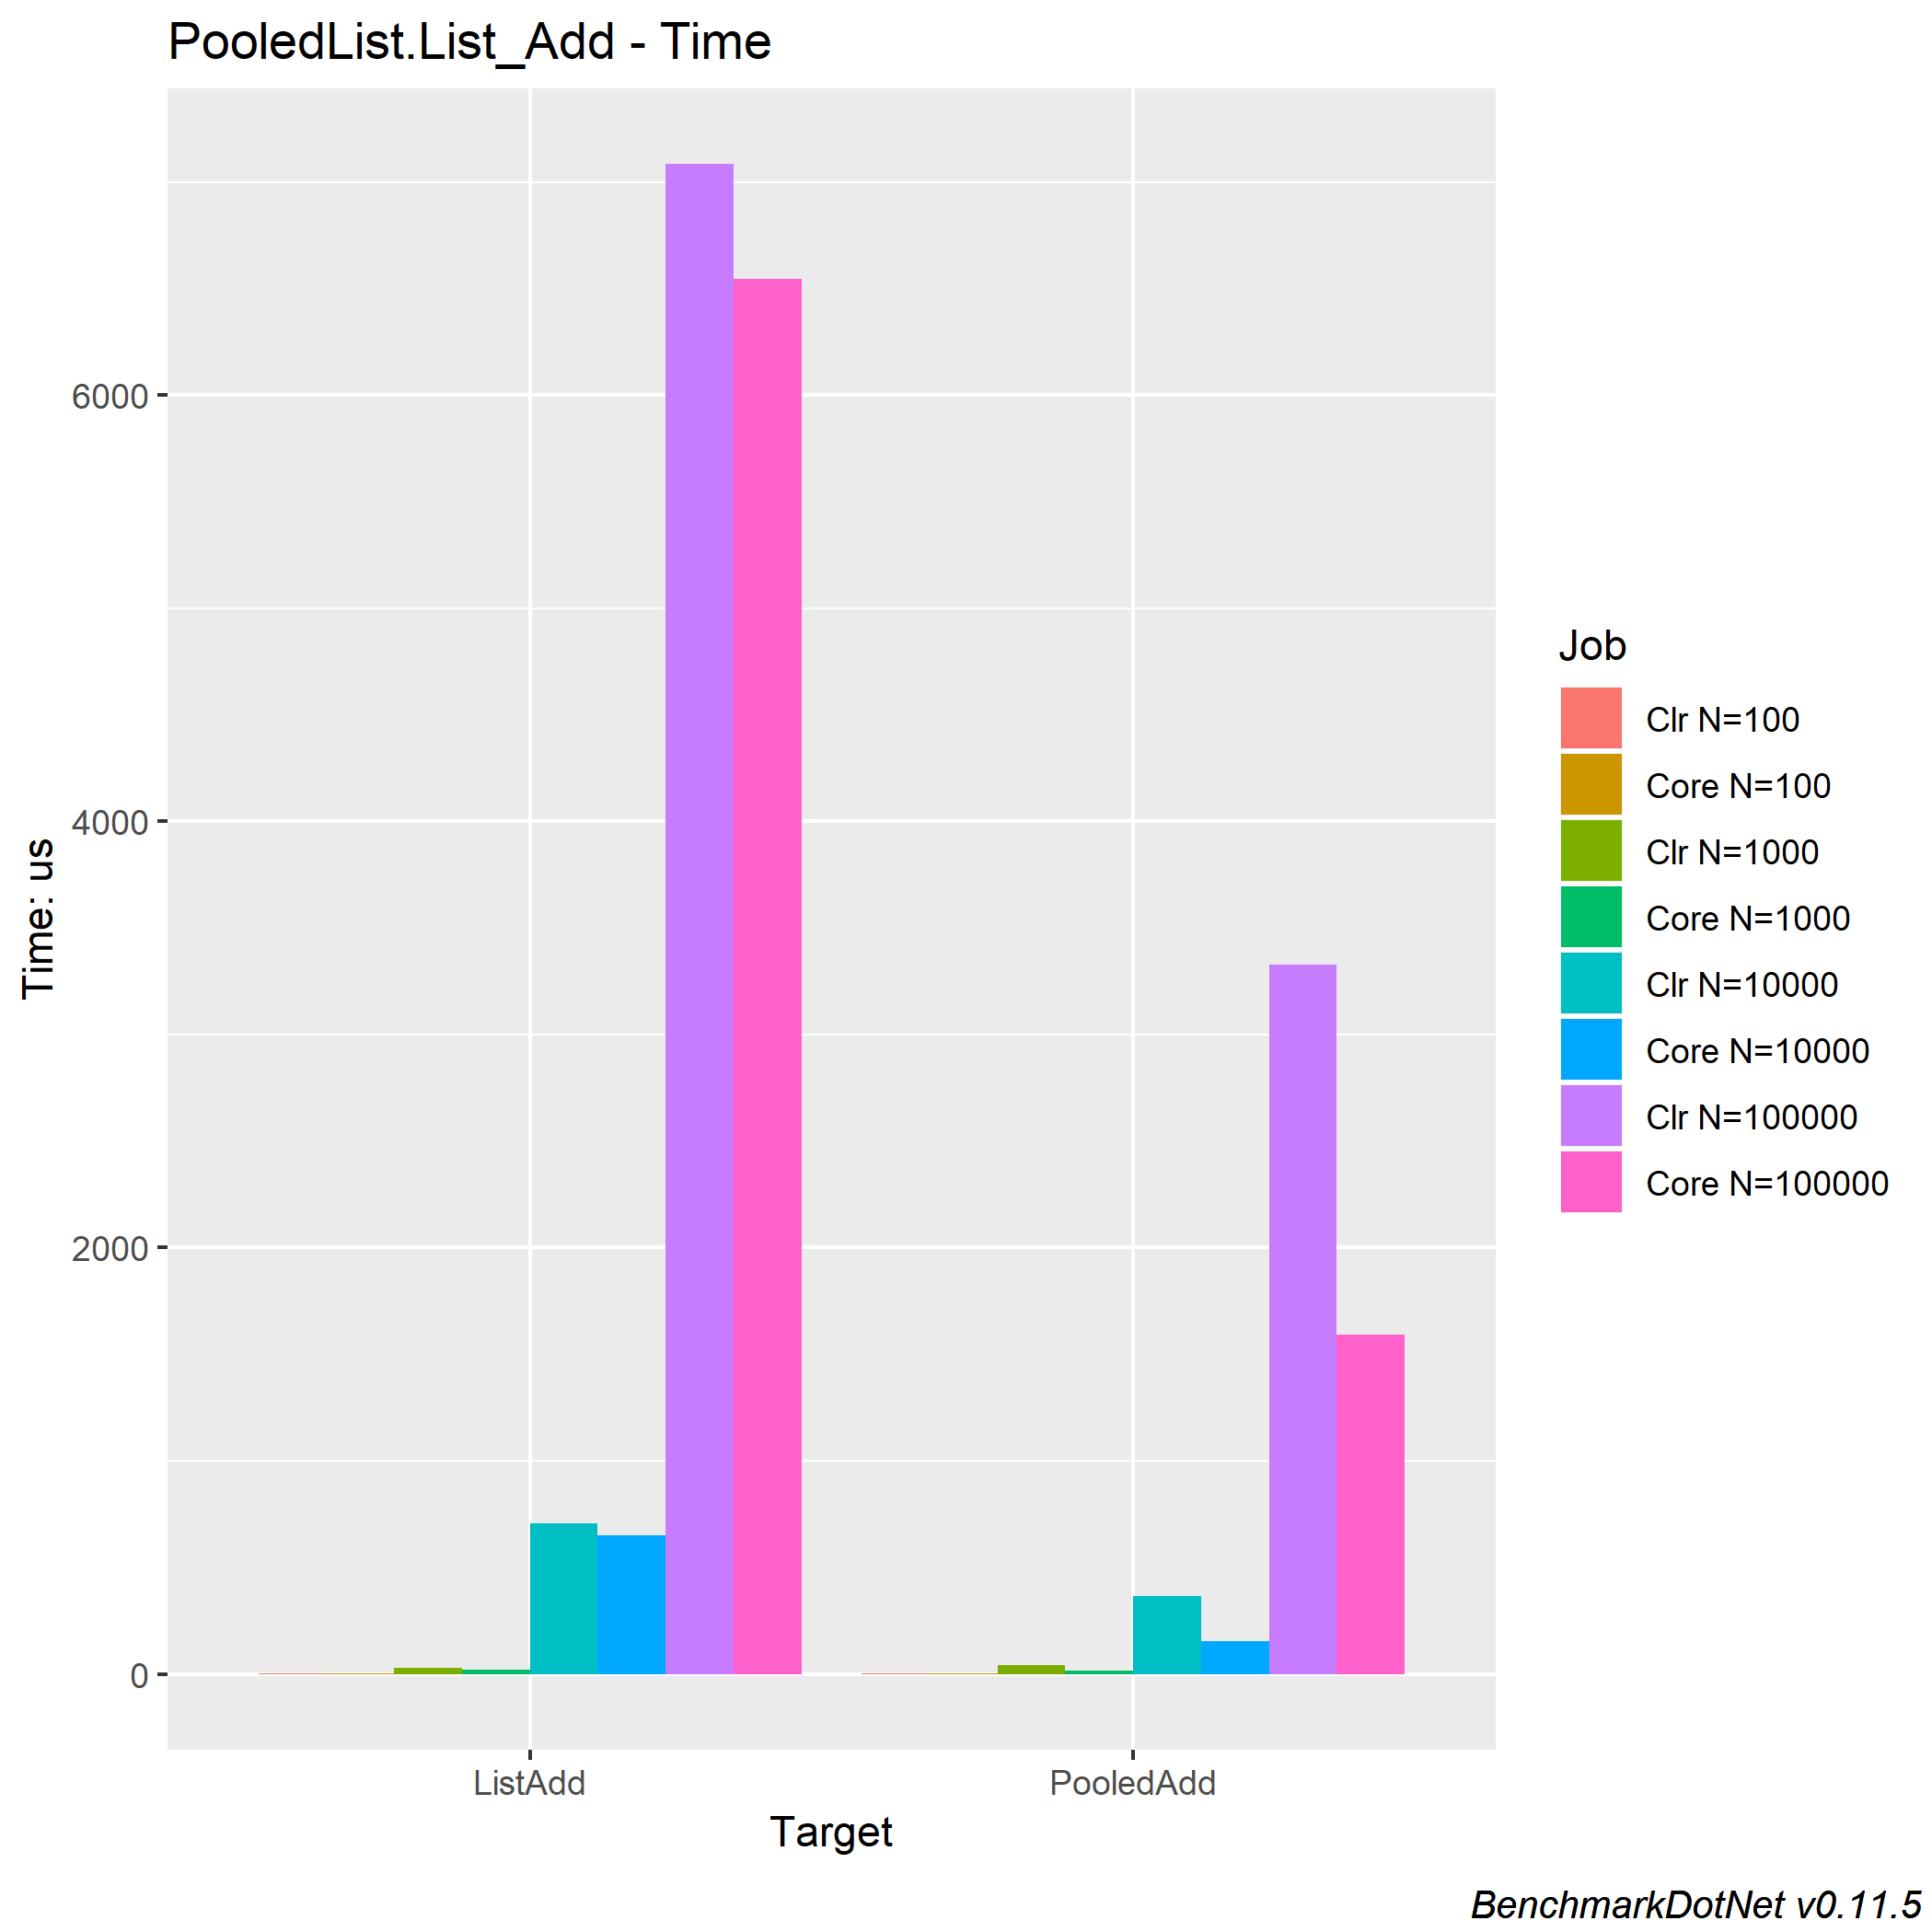 PooledList.List_Add - Time
Time: us
6000
4000
2000
0
ListAdd
PooledAdd
Target
Job
Clr N=100
Core N=100
Clr N=1000
Core N=1000
Clr N=10000
Core N=10000
Clr N=100000
Core N=100000
BenchmarkDotNet v0.11.5